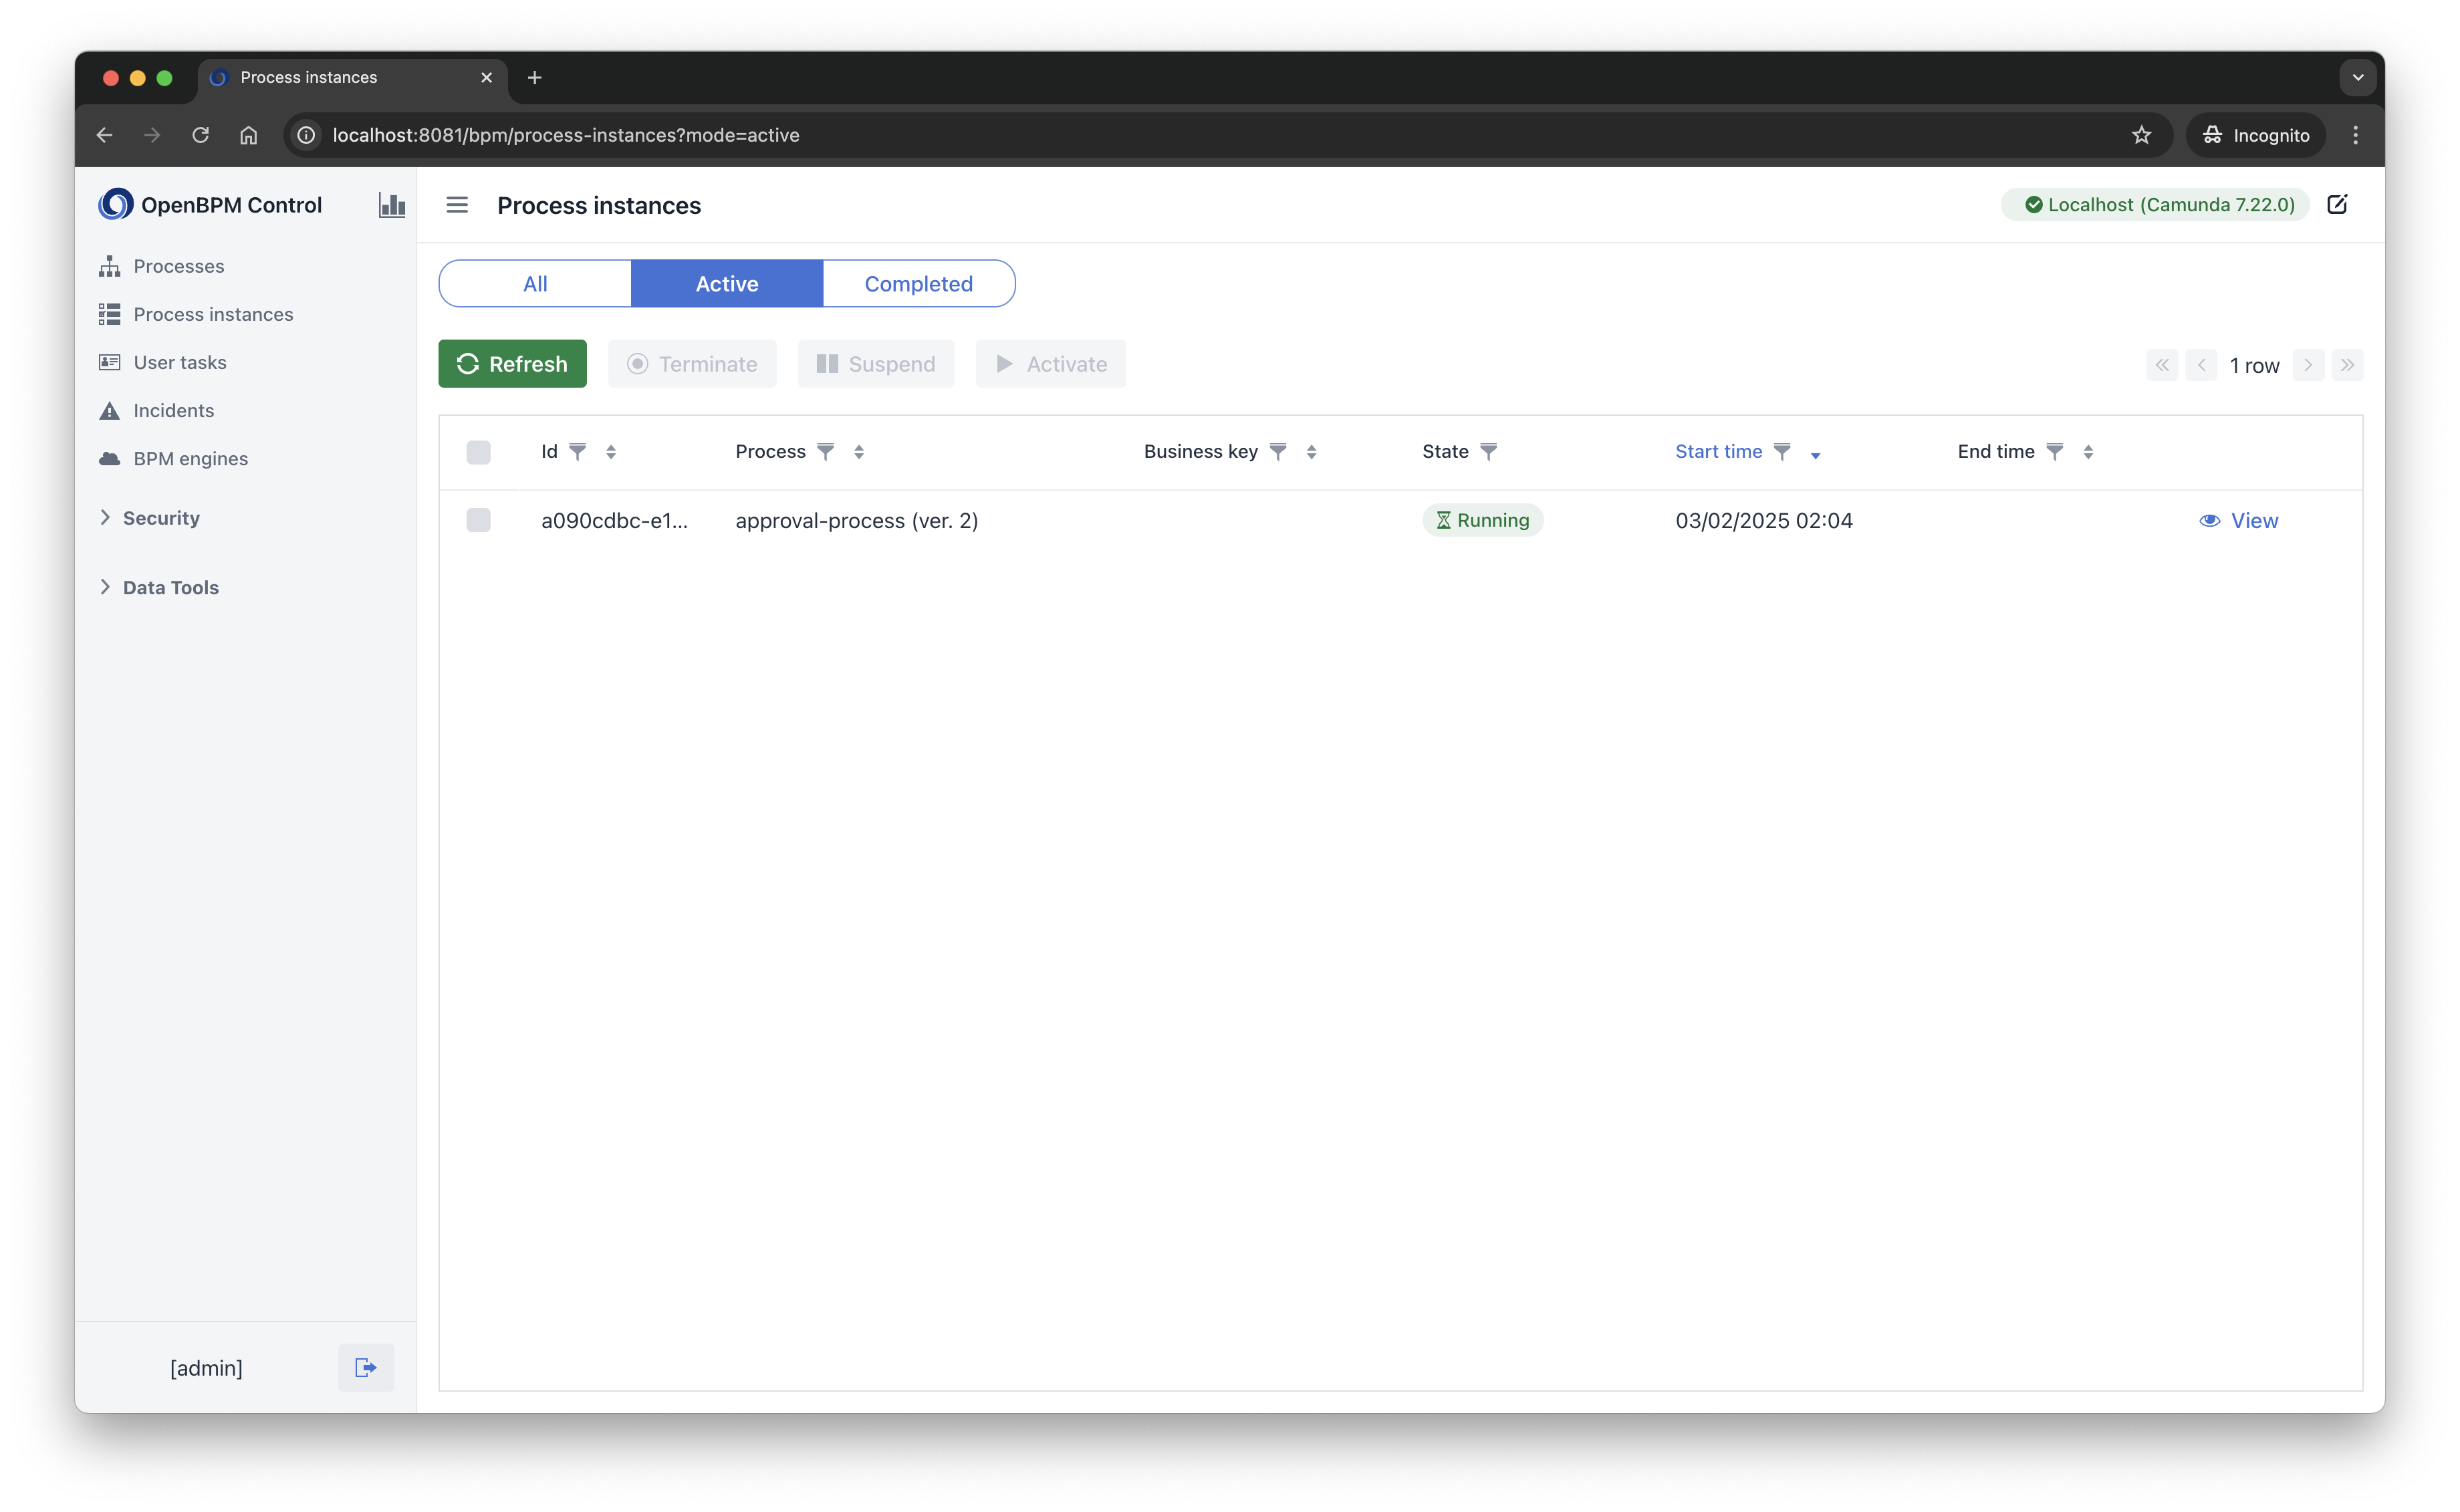 Process instances
localhost:8081/bpm/process-instances?mode=active
Incognito
OpenBPM Control
Process instances
Localhost (Camunda 7.22.0)
Processes
Process instances
User tasks
Incidents
BPM engines
Security
Data Tools
All Active Completed
Refresh Terminate Suspend Activate
1 row
Id Process Business key State Start time End time
a090cdbc-e1... approval-process (ver. 2) Running 03/02/2025 02:04 View
[admin]